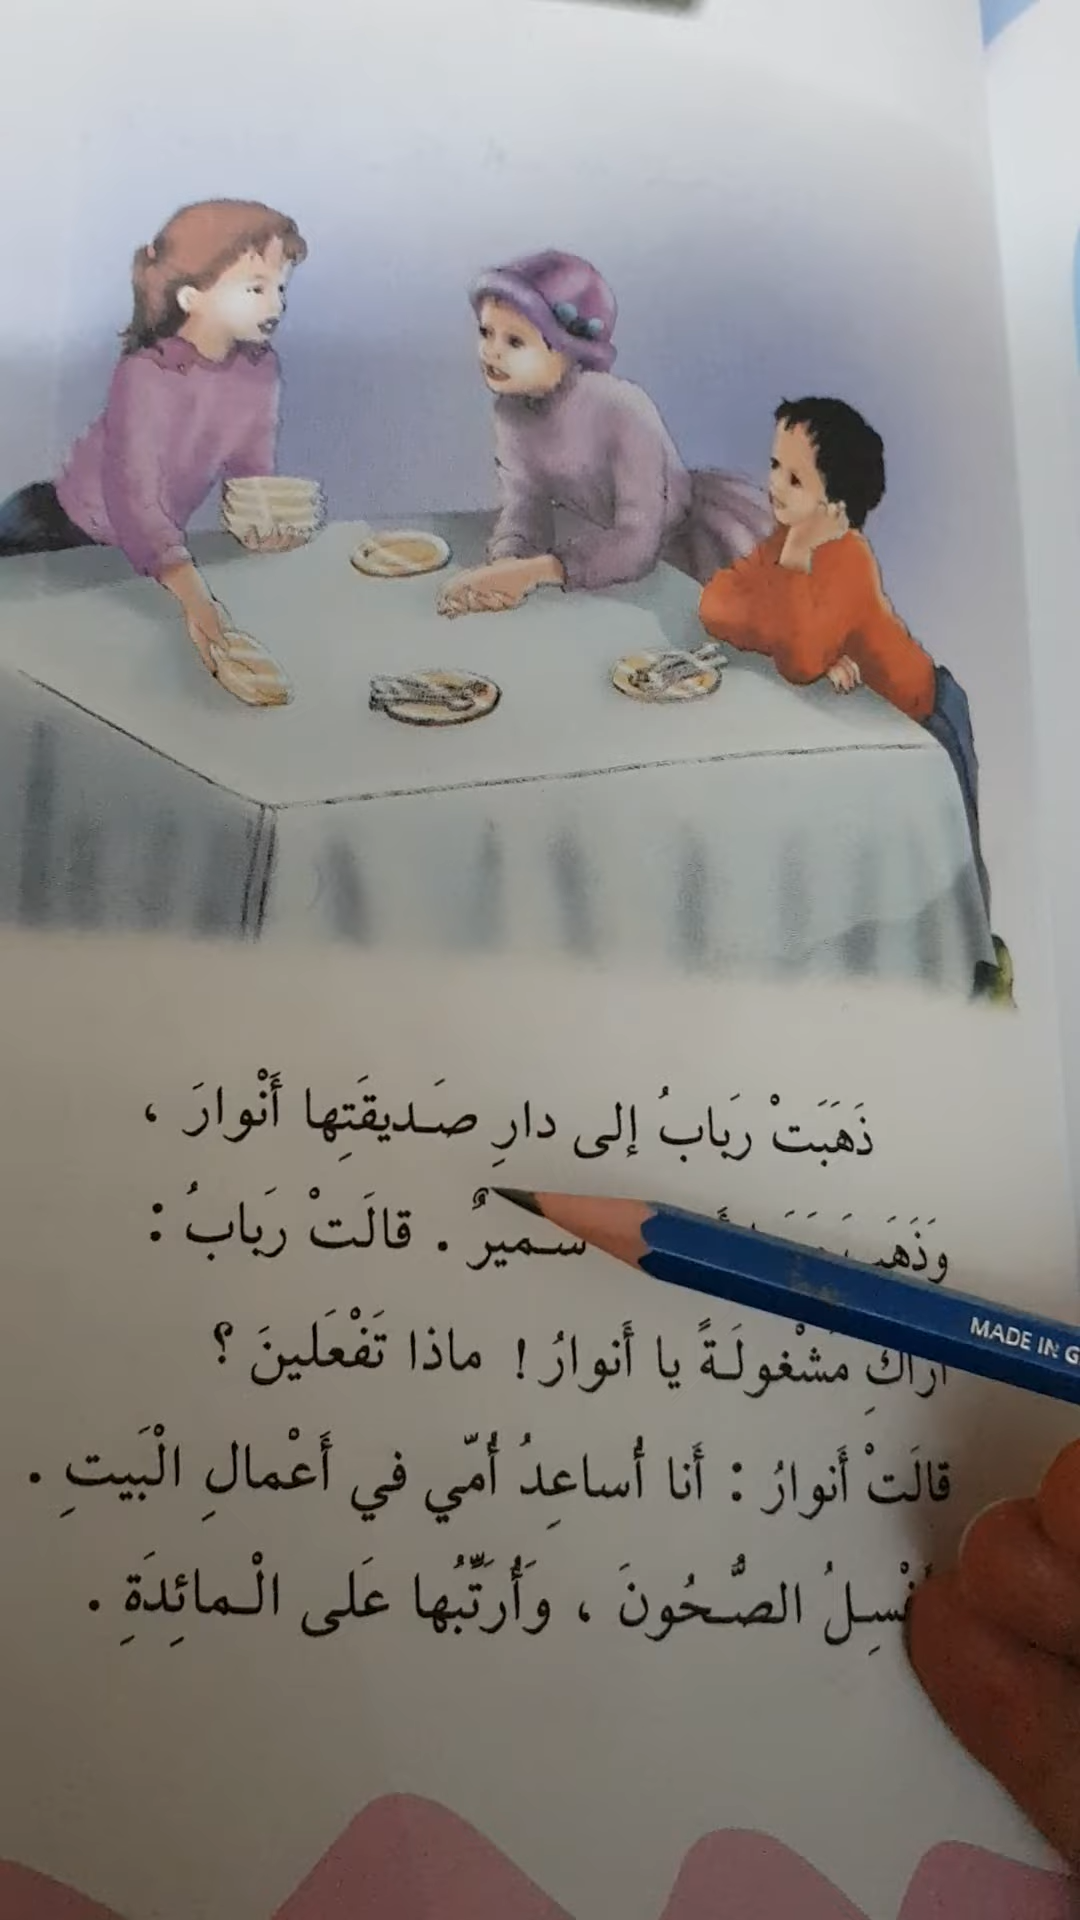 ذَهَبَتْ رَبابُ إلى دارِ صَديقَتِها أَنْوارَ ،
سَميرٌ . قالَتْ رَبابُ :
أَراكِ مَشْغولَةً يا أَنوارُ ! ماذا تَفْعَلينَ ؟
قالَتْ أَنوارُ : أَنا أُساعِدُ أُمّي في أَعْمالِ الْبَيتِ .
أَغْسِلُ الصُّحُونَ ، وَأُرَتِّبُها عَلى الْمائِدَةِ .
MADE IN G